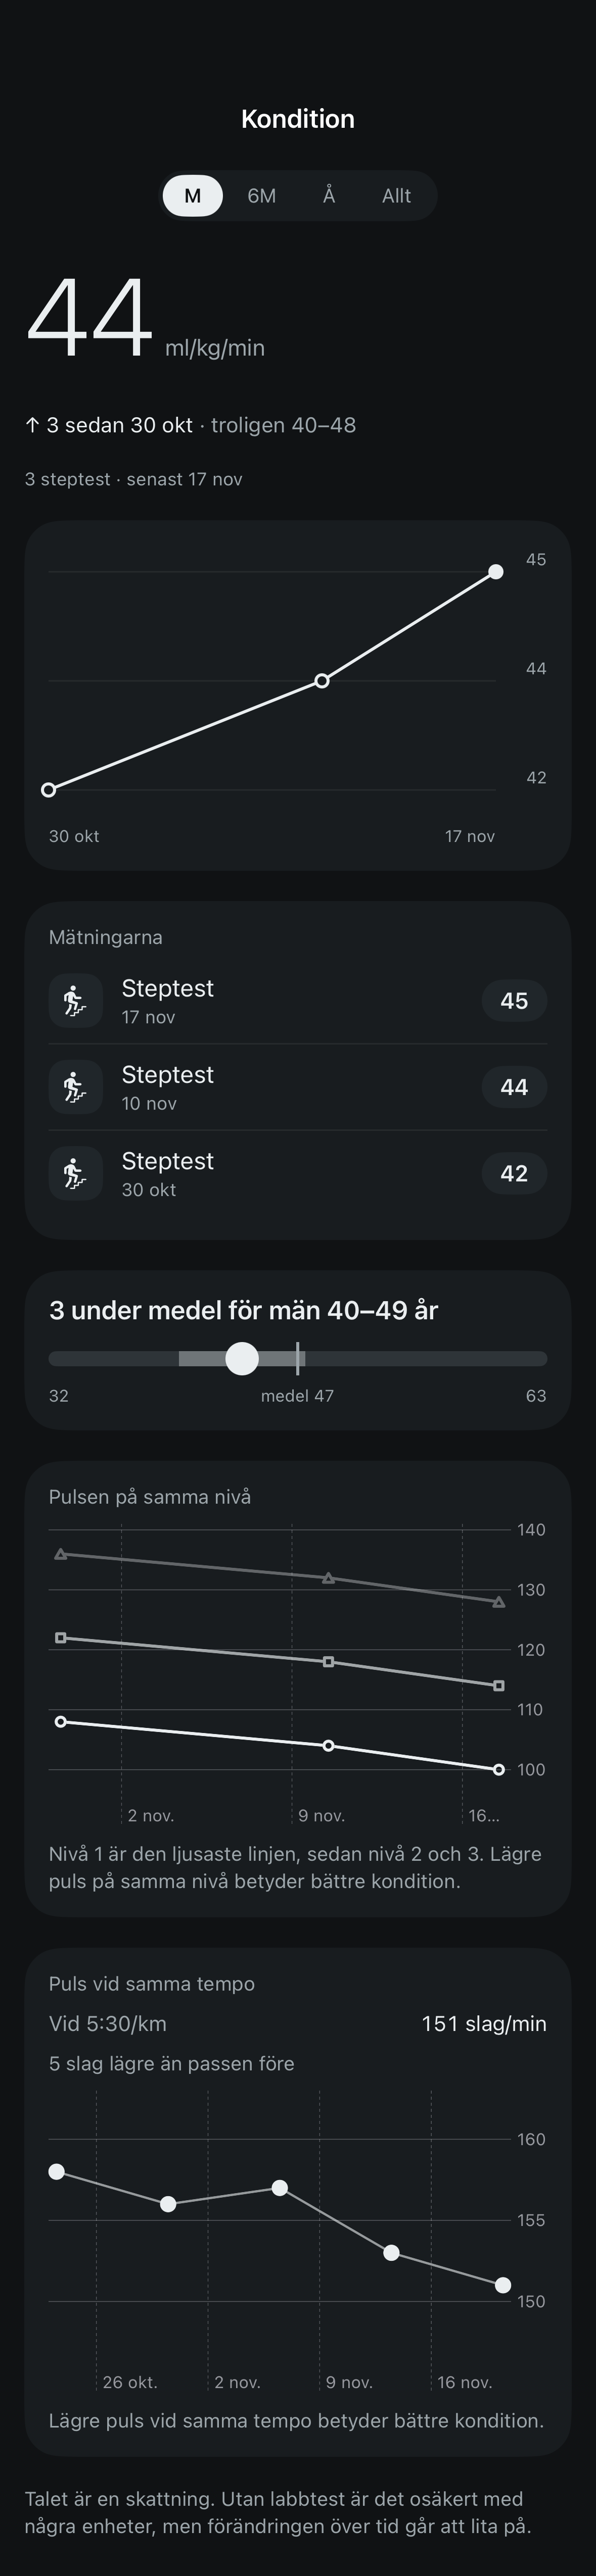 Kondition
M 6M Å Allt
44 ml/kg/min
↑ 3 sedan 30 okt · troligen 40–48
3 steptest · senast 17 nov
45
44
42
30 okt 17 nov
Mätningarna
Steptest
17 nov
45
Steptest
10 nov
44
Steptest
30 okt
42
3 under medel för män 40–49 år
32 medel 47 63
Pulsen på samma nivå
140
130
120
110
100
2 nov. 9 nov. 16...
Nivå 1 är den ljusaste linjen, sedan nivå 2 och 3. Lägre
puls på samma nivå betyder bättre kondition.
Puls vid samma tempo
Vid 5:30/km 151 slag/min
5 slag lägre än passen före
160
155
150
26 okt. 2 nov. 9 nov. 16 nov.
Lägre puls vid samma tempo betyder bättre kondition.
Talet är en skattning. Utan labbtest är det osäkert med
några enheter, men förändringen över tid går att lita på.